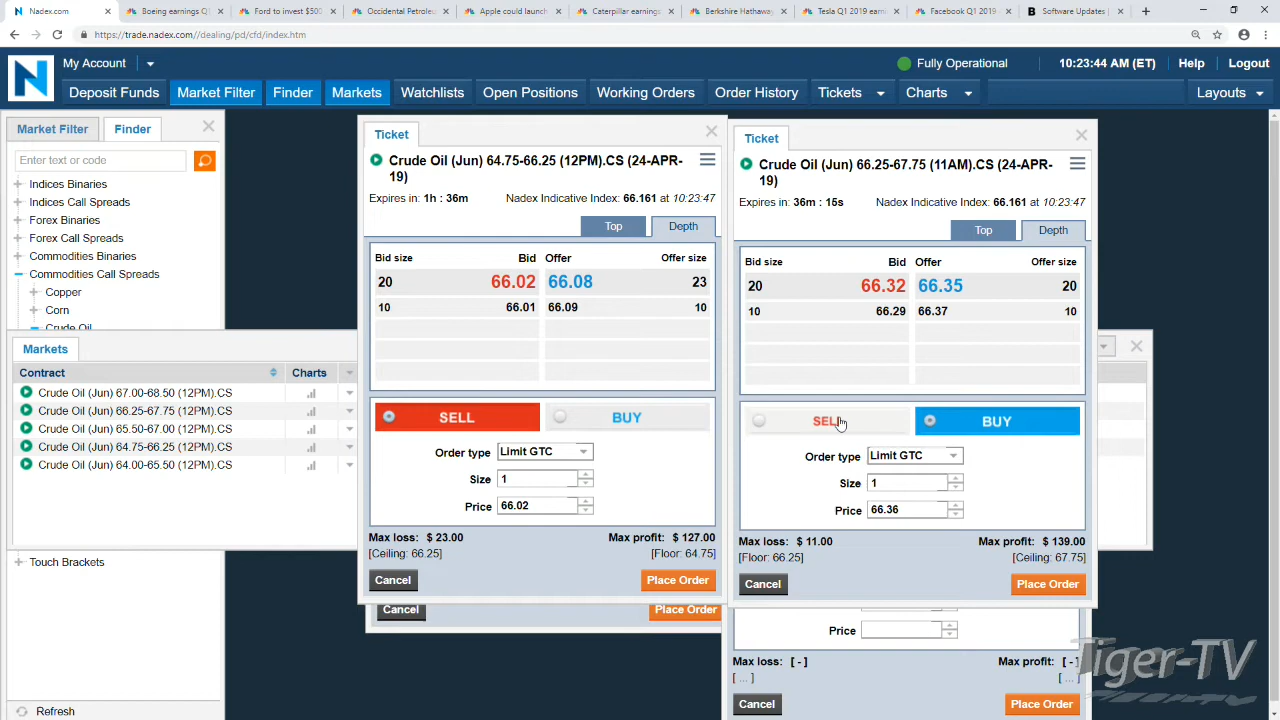 Nadex.com
Boeing earnings Q1
Ford to invest $500
Occidental Petroleu
Apple could launch
Caterpillar earnings
Berkshire Hathaway
Tesla Q1 2019 earni
Facebook Q1 2019
Software Updates
https://trade.nadex.com//dealing/pd/cfd/index.htm
My Account
Fully Operational
10:23:44 AM (ET)
Help
Logout
Deposit Funds
Market Filter
Finder
Markets
Watchlists
Open Positions
Working Orders
Order History
Tickets
Charts
Layouts
Market Filter
Finder
Enter text or code
Indices Binaries
Indices Call Spreads
Forex Binaries
Forex Call Spreads
Commodities Binaries
Commodities Call Spreads
Copper
Corn
Crude Oil
Markets
Contract
Charts
Crude Oil (Jun) 67.00-68.50 (12PM).CS
Crude Oil (Jun) 66.25-67.75 (12PM).CS
Crude Oil (Jun) 65.50-67.00 (12PM).CS
Crude Oil (Jun) 64.75-66.25 (12PM).CS
Crude Oil (Jun) 64.00-65.50 (12PM).CS
Touch Brackets
Refresh
Ticket
Crude Oil (Jun) 64.75-66.25 (12PM).CS (24-APR-
19)
Expires in: 1h : 36m
Nadex Indicative Index: 66.161 at 10:23:47
Top
Depth
Bid size
Bid
Offer
Offer size
20
66.02
66.08
23
10
66.01
66.09
10
SELL
BUY
Order type
Limit GTC
Size
1
Price
66.02
Max loss: $ 23.00
Max profit: $ 127.00
[Ceiling: 66.25]
[Floor: 64.75]
Cancel
Place Order
Cancel
Place Order
Ticket
Crude Oil (Jun) 66.25-67.75 (11AM).CS (24-APR-
19)
Expires in: 36m : 15s
Nadex Indicative Index: 66.161 at 10:23:47
Top
Depth
Bid size
Bid
Offer
Offer size
20
66.32
66.35
20
10
66.29
66.37
10
SELL
BUY
Order type
Limit GTC
Size
1
Price
66.36
Max loss: $ 11.00
Max profit: $ 139.00
[Floor: 66.25]
[Ceiling: 67.75]
Cancel
Place Order
Price
Max loss: [ - ]
Max profit: [ - ]
[ ... ]
[ ... ]
Cancel
Place Order
Tiger-TV